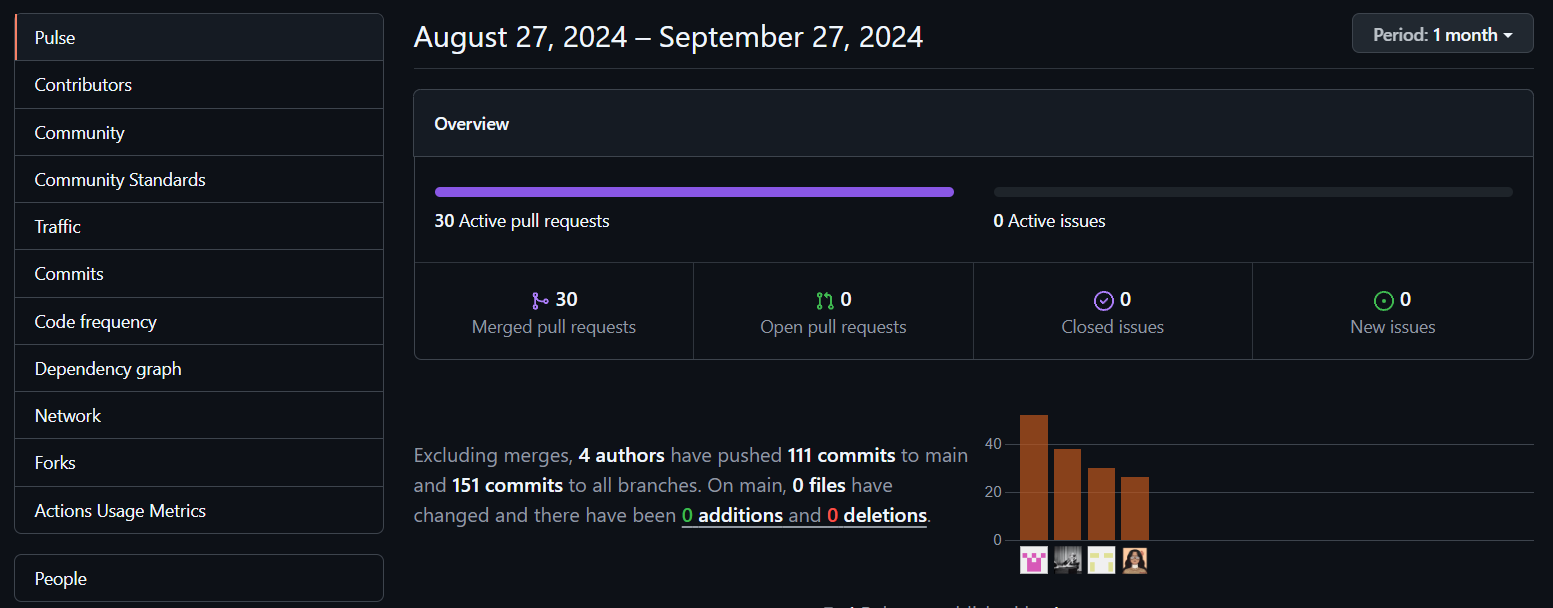 Pulse
Contributors
Community
Community Standards
Traffic
Commits
Code frequency
Dependency graph
Network
Forks
Actions Usage Metrics
People
August 27, 2024 – September 27, 2024
Period: 1 month
Overview
30 Active pull requests
0 Active issues
30
Merged pull requests
0
Open pull requests
0
Closed issues
0
New issues
Excluding merges, 4 authors have pushed 111 commits to main
and 151 commits to all branches. On main, 0 files have
changed and there have been 0 additions and 0 deletions.
40
20
0